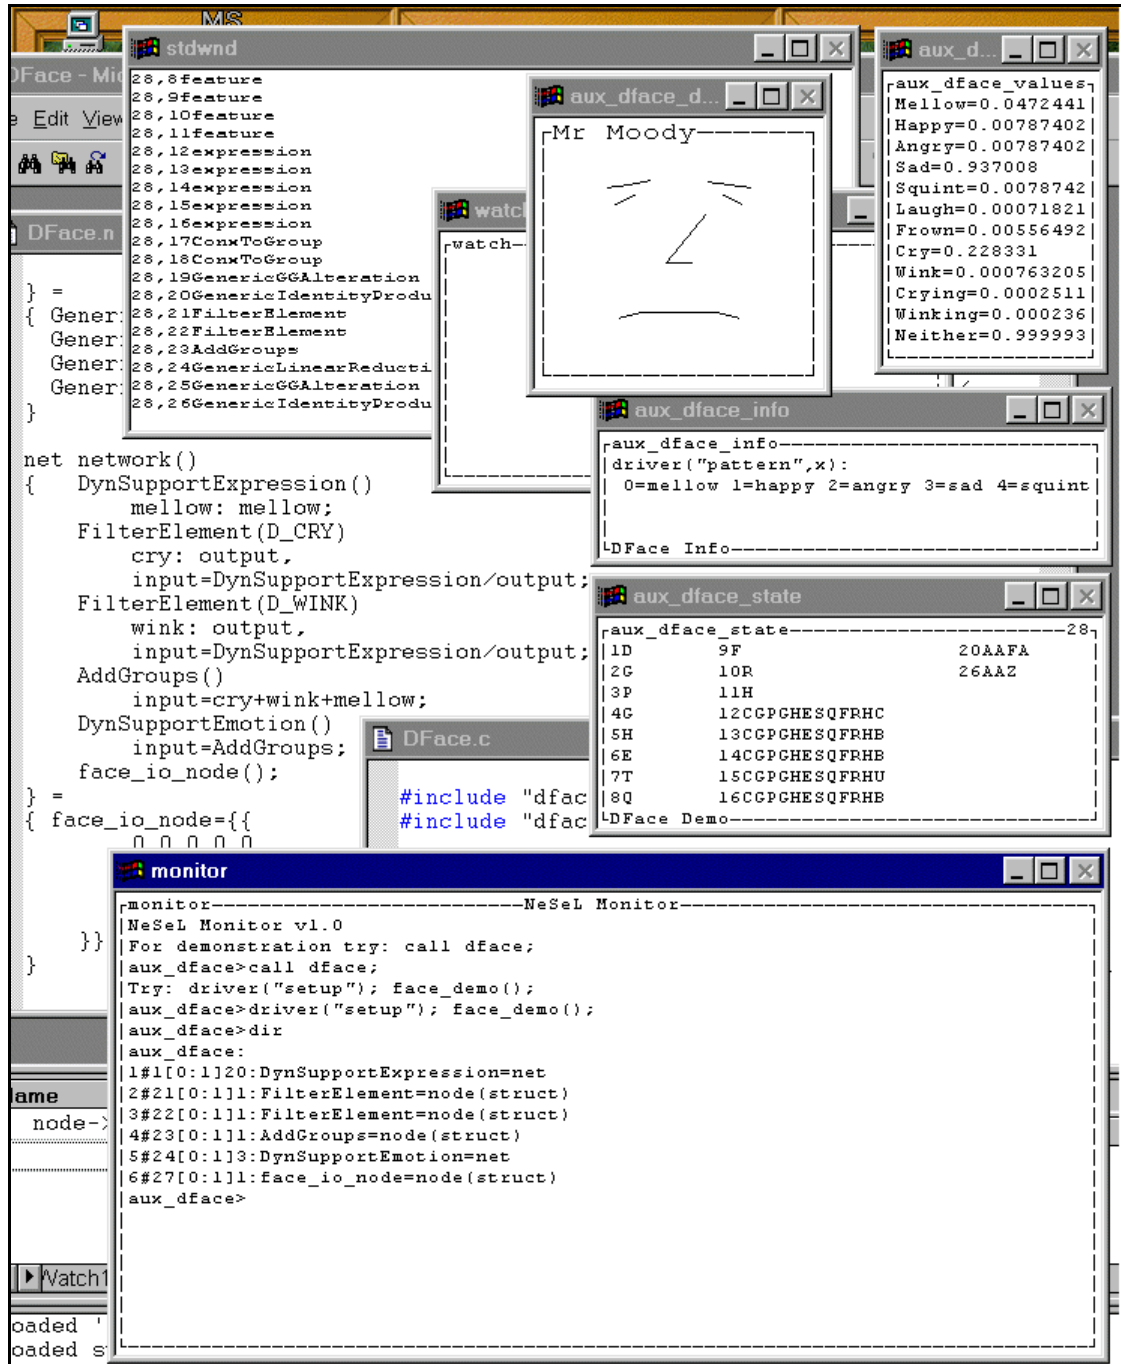 MS
DFace - Mic
Edit View
stdwnd
28,8feature
28,9feature
28,10feature
28,11feature
28,12expression
28,13expression
28,14expression
28,15expression
28,16expression
28,17ConxToGroup
28,18ConxToGroup
28,19GenericGGAlteration
28,20GenericIdentityProdu
28,21FilterElement
28,22FilterElement
28,23AddGroups
28,24GenericLinearReducti
28,25GenericGGAlteration
28,26GenericIdentityProdu
aux_dface_d...
Mr Moody
aux_d...
aux_dface_values
Mellow=0.0472441
Happy=0.00787402
Angry=0.00787402
Sad=0.937008
Squint=0.0078742
Laugh=0.00071821
Frown=0.00556492
Cry=0.228331
Wink=0.000763205
Crying=0.0002511
Winking=0.000236
Neither=0.999993
watch
watch
DFace.n
} =
{ Gener
Gener
Gener
Gener
}
net network()
{ DynSupportExpression()
mellow: mellow;
FilterElement(D_CRY)
cry: output,
input=DynSupportExpression/output;
FilterElement(D_WINK)
wink: output,
input=DynSupportExpression/output;
AddGroups()
input=cry+wink+mellow;
DynSupportEmotion()
input=AddGroups;
face_io_node();
} =
{ face_io_node={{
0 0 0 0 0
}}
}
aux_dface_info
aux_dface_info
driver("pattern",x):
0=mellow 1=happy 2=angry 3=sad 4=squint
DFace Info
aux_dface_state
aux_dface_state 28
1D 9F 20AAFA
2G 10R 26AAZ
3P 11H
4G 12CGPGHESQFRHC
5H 13CGPGHESQFRHB
6E 14CGPGHESQFRHB
7T 15CGPGHESQFRHU
8Q 16CGPGHESQFRHB
DFace Demo
DFace.c
#include "dfac
#include "dfac
monitor
monitor NeSeL Monitor
NeSeL Monitor v1.0
For demonstration try: call dface;
aux_dface>call dface;
Try: driver("setup"); face_demo();
aux_dface>driver("setup"); face_demo();
aux_dface>dir
aux_dface:
1#1[0:1]20:DynSupportExpression=net
2#21[0:1]1:FilterElement=node(struct)
3#22[0:1]1:FilterElement=node(struct)
4#23[0:1]1:AddGroups=node(struct)
5#24[0:1]3:DynSupportEmotion=net
6#27[0:1]1:face_io_node=node(struct)
aux_dface>
ame
node->
Watch1
oaded '
oaded s